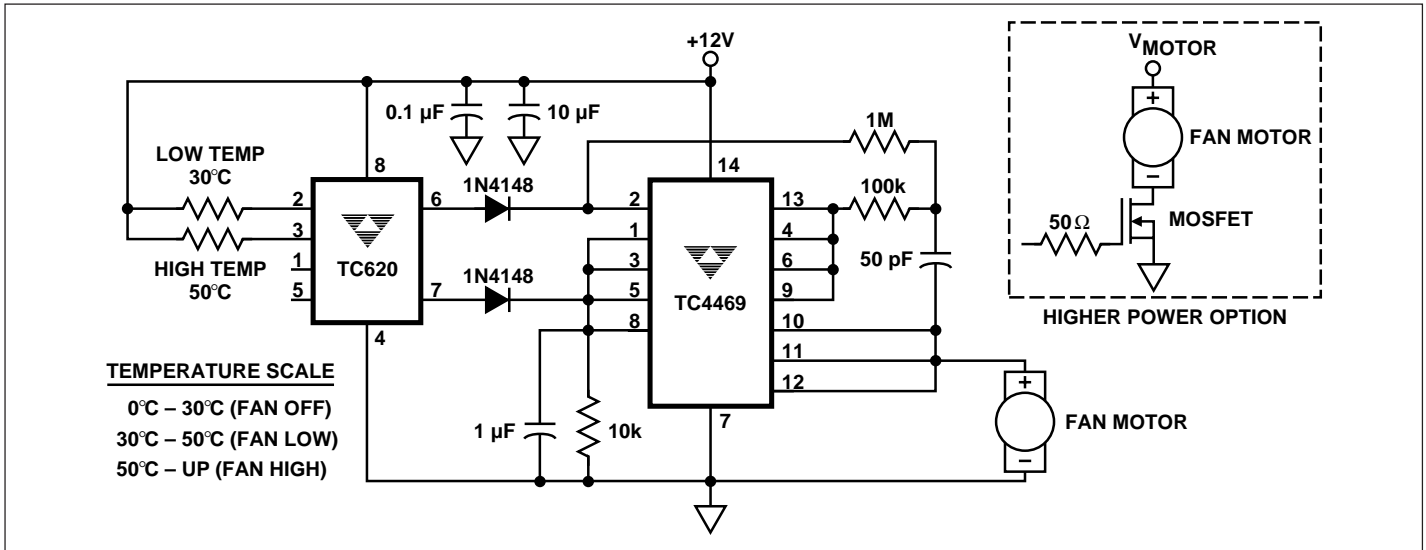 +12V
0.1 µF
10 µF
1M
LOW TEMP
30°C
8
14
1N4148
100k
2
6
2
13
3
1
4
HIGH TEMP
50°C
1
TC620
1N4148
3
6
50 pF
5
7
5
TC4469
9
8
10
4
11
12
TEMPERATURE SCALE
0°C – 30°C (FAN OFF)
30°C – 50°C (FAN LOW)
50°C – UP (FAN HIGH)
1 µF
10k
7
+
FAN MOTOR
–
VMOTOR
+
FAN MOTOR
–
50Ω
MOSFET
HIGHER POWER OPTION